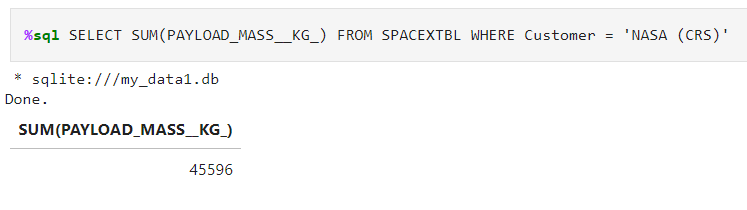 %sql SELECT SUM(PAYLOAD_MASS__KG_) FROM SPACEXTBL WHERE Customer = 'NASA (CRS)'
* sqlite:///my_data1.db
Done.
SUM(PAYLOAD_MASS__KG_)
45596